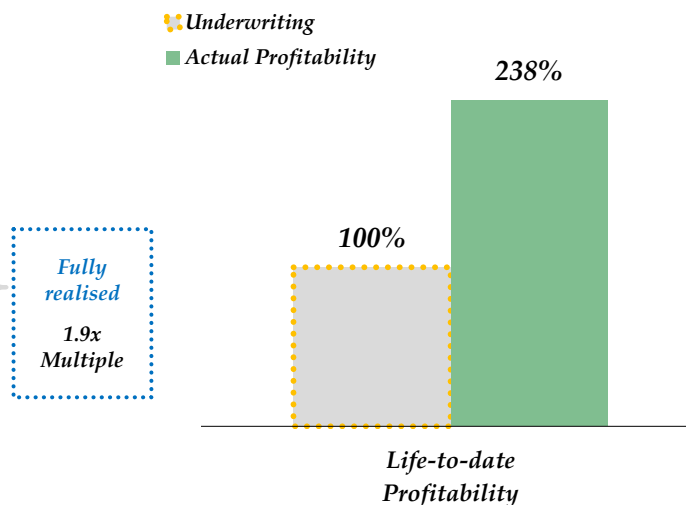 Underwriting
Actual Profitability
238%
100%
Fully
realised
1.9x
Multiple
Life-to-date
Profitability